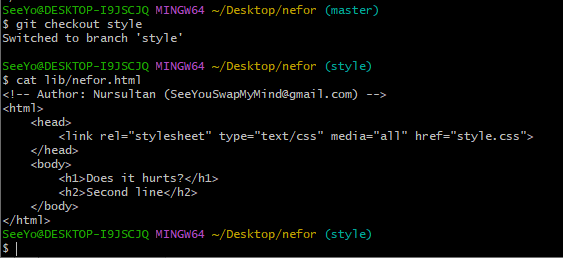 SeeYo@DESKTOP-I9JSCJQ MINGW64 ~/Desktop/nefor (master)
$ git checkout style
Switched to branch 'style'
SeeYo@DESKTOP-I9JSCJQ MINGW64 ~/Desktop/nefor (style)
$ cat lib/nefor.html
<!-- Author: Nursultan (SeeYouSwapMyMind@gmail.com) -->
<html>
    <head>
        <link rel="stylesheet" type="text/css" media="all" href="style.css">
    </head>
    <body>
        <h1>Does it hurts?</h1>
        <h2>Second line</h2>
    </body>
</html>
SeeYo@DESKTOP-I9JSCJQ MINGW64 ~/Desktop/nefor (style)
$